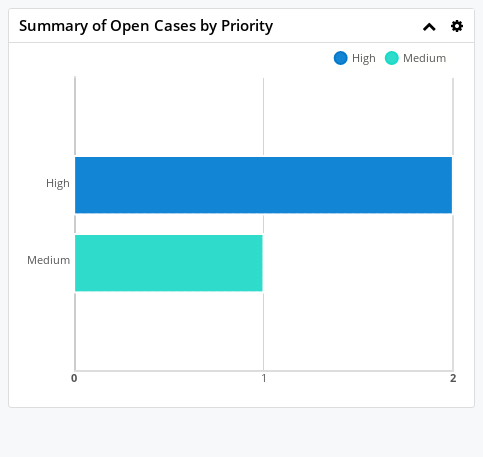 Summary of Open Cases by Priority
High Medium
High
Medium
0 1 2